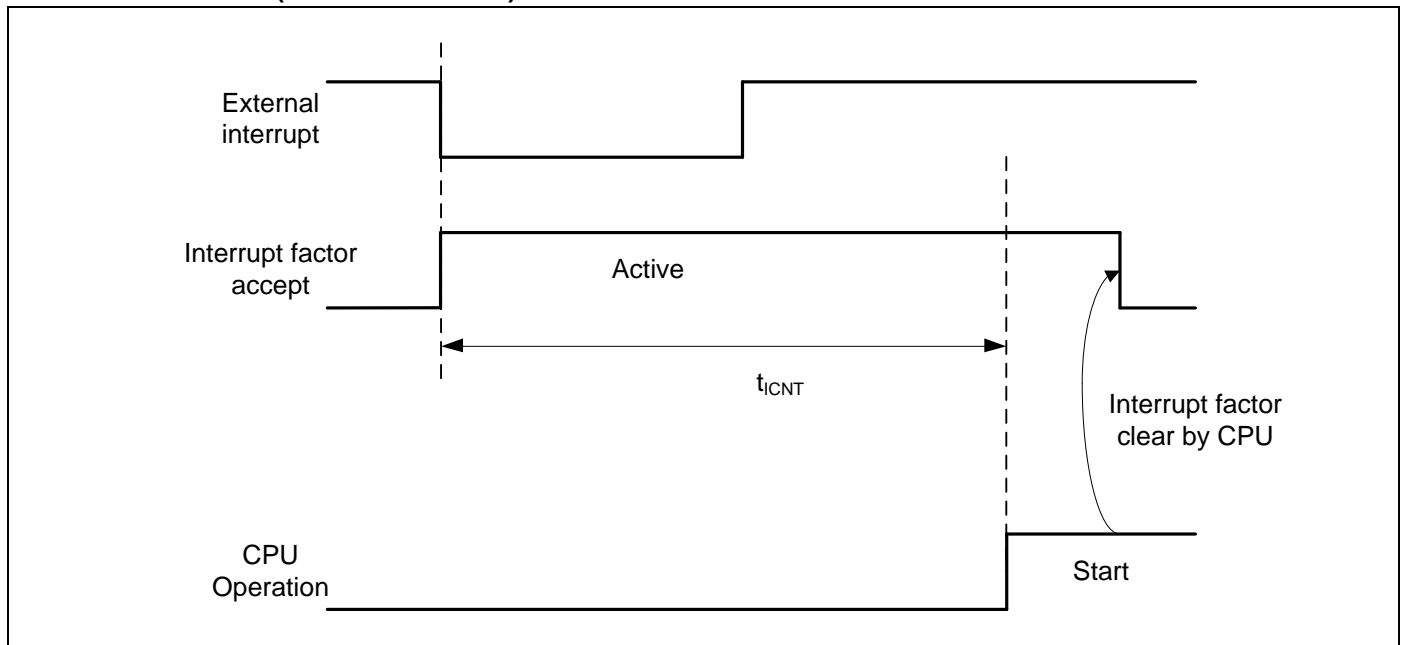 External
interrupt
Interrupt factor
accept
Active
tICNT
Interrupt factor
clear by CPU
CPU
Operation
Start